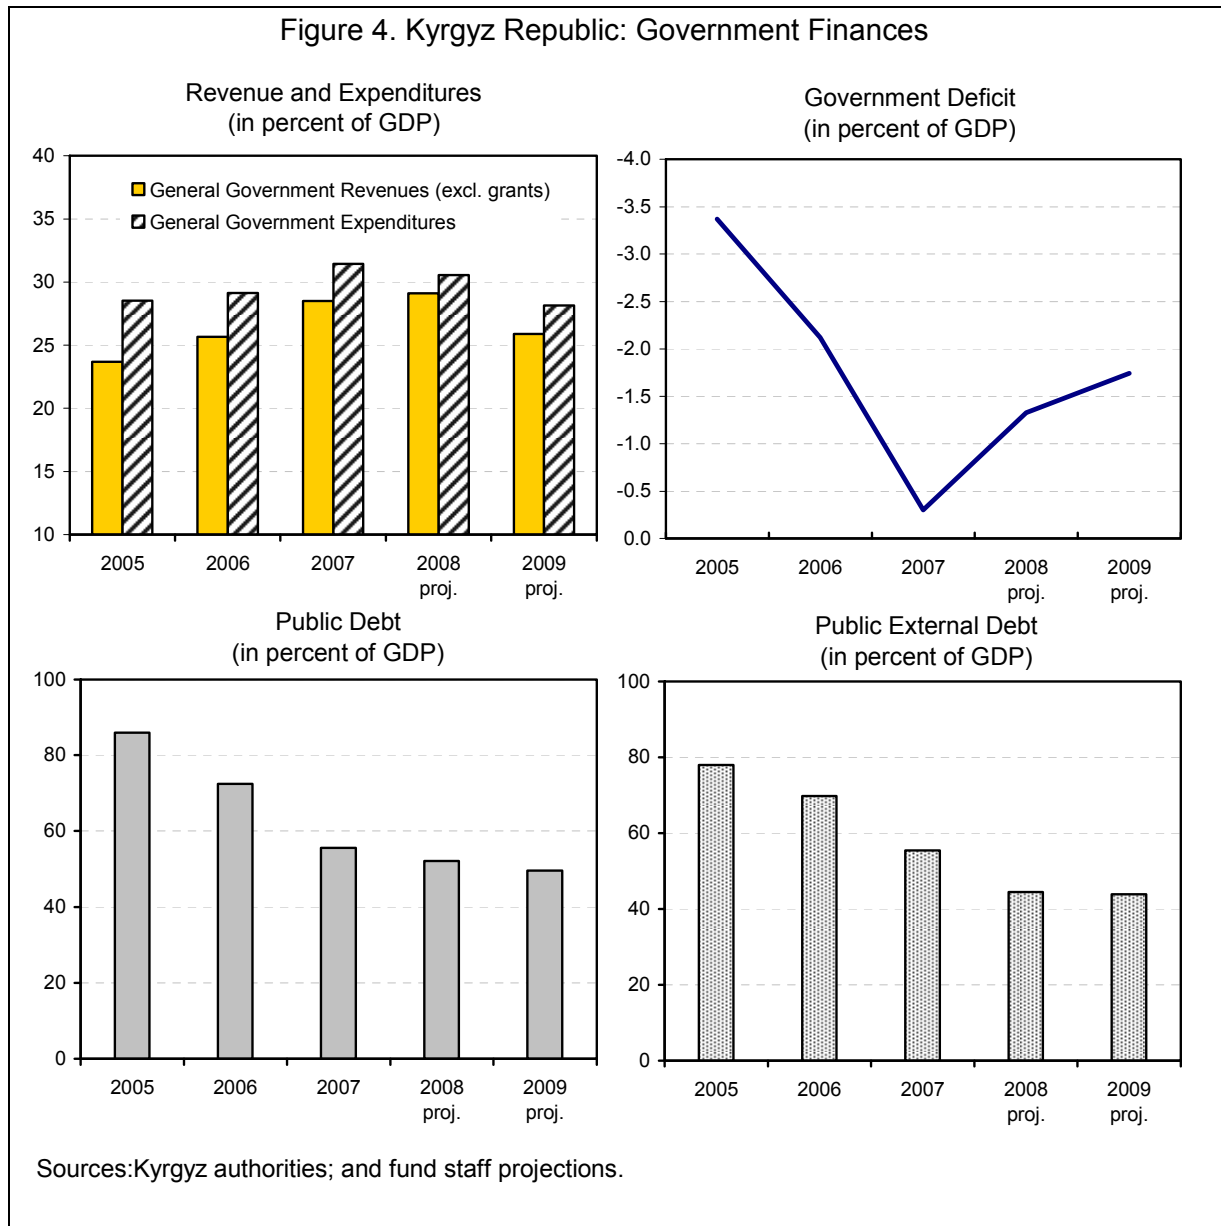 Figure 4. Kyrgyz Republic: Government Finances
Revenue and Expenditures
(in percent of GDP)
40
35
30
25
20
15
10
General Government Revenues (excl. grants)
General Government Expenditures
2005 2006 2007 2008 2009
proj. proj.
Government Deficit
(in percent of GDP)
-4.0
-3.5
-3.0
-2.5
-2.0
-1.5
-1.0
-0.5
0.0
2005 2006 2007 2008 2009
proj. proj.
Public Debt
(in percent of GDP)
100
80
60
40
20
0
2005 2006 2007 2008 2009
proj. proj.
Public External Debt
(in percent of GDP)
100
80
60
40
20
0
2005 2006 2007 2008 2009
proj. proj.
Sources:Kyrgyz authorities; and fund staff projections.